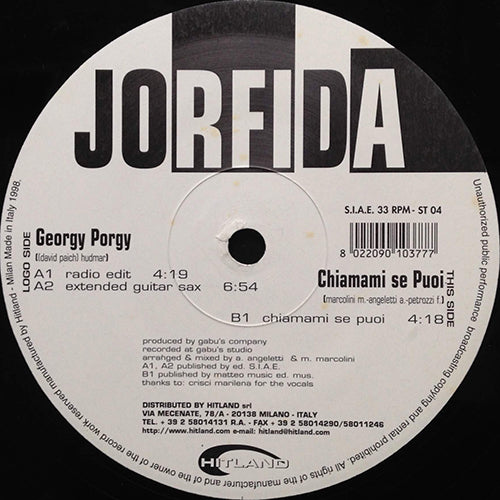 JORFIDA
LOGO SIDE
Georgy Porgy
(david paich) hudmar)
A1 radio edit 4:19
A2 extended guitar sax 6:54
S.I.A.E. 33 RPM - ST 04
8 022090 103777
Chiamami se Puoi
(marcolini m.-angeletti a.-petrozzi f.)
B1 chiamami se puoi 4:18
THIS SIDE
produced by gabu's company
recorded at gabu's studio
arranged & mixed by a. angeletti & m. marcolini
A1, A2 published by ed. S.I.A.E.
B1 published by matteo music ed. mus.
thanks to: crisci marilena for the vocals
DISTRIBUTED BY HITLAND srl
VIA MECENATE, 78/A - 20138 MILANO - ITALY
TEL. + 39 2 58014131 R.A. - FAX + 39 2 58014290/58011246
http://www.hitland.com e-mail: hitland@hitland.com
HITLAND
Unauthorized public performance broadcasting copying and rental prohibited. All rights of the manufacturer and of the owner of the record work reserved manufactured by Hitland - Milan Made in Italy 1998.